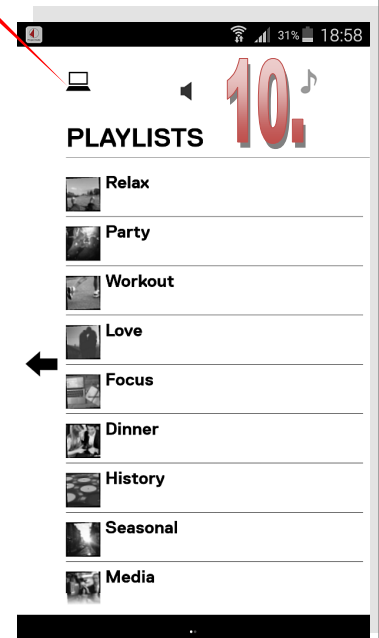 31% 18:58
10.
PLAYLISTS
Relax
Party
Workout
Love
Focus
Dinner
History
Seasonal
Media